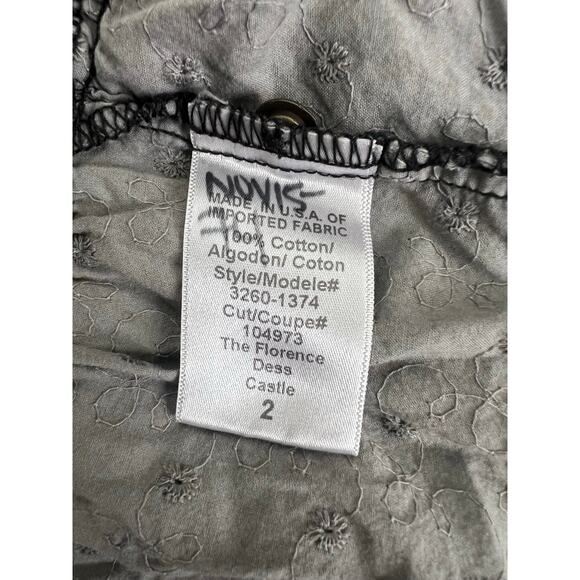 NOVIS
MADE IN U.S.A. OF
IMPORTED FABRIC
100% Cotton/
Algodon/ Coton
Style/Modele#
3260-1374
Cut/Coupe#
104973
The Florence
Dess
Castle
2